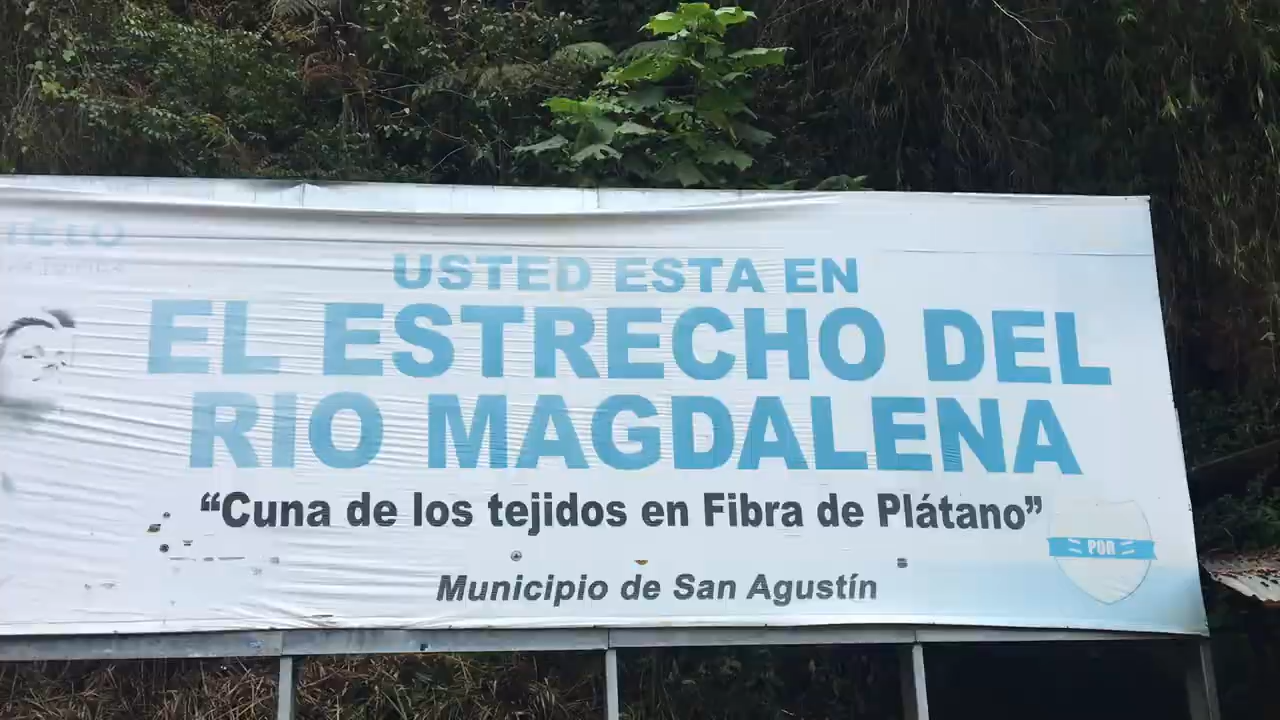 USTED ESTA EN
EL ESTRECHO DEL
RIO MAGDALENA
“Cuna de los tejidos en Fibra de Plátano”
POR
Municipio de San Agustín